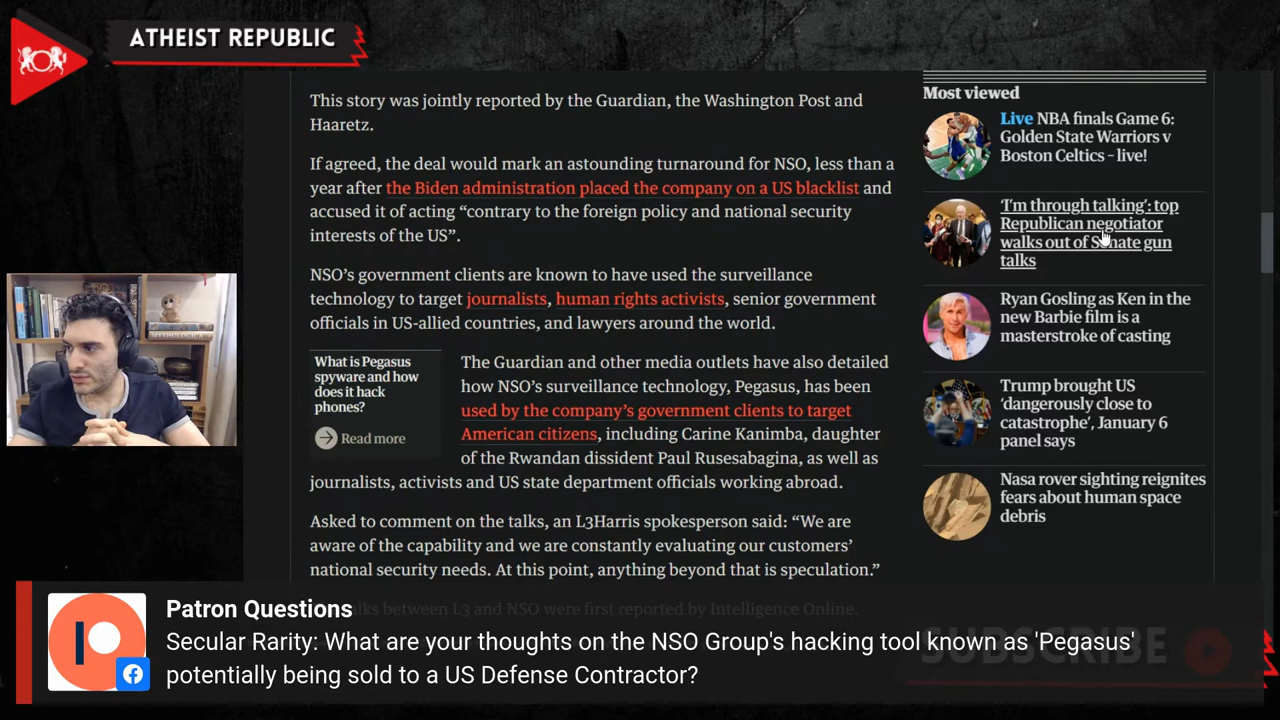 ATHEIST REPUBLIC
This story was jointly reported by the Guardian, the Washington Post and
Haaretz.
If agreed, the deal would mark an astounding turnaround for NSO, less than a
year after the Biden administration placed the company on a US blacklist and
accused it of acting “contrary to the foreign policy and national security
interests of the US”.
NSO’s government clients are known to have used the surveillance
technology to target journalists, human rights activists, senior government
officials in US-allied countries, and lawyers around the world.
What is Pegasus
spyware and how
does it hack
phones?
Read more
The Guardian and other media outlets have also detailed
how NSO’s surveillance technology, Pegasus, has been
used by the company’s government clients to target
American citizens, including Carine Kanimba, daughter
of the Rwandan dissident Paul Rusesabagina, as well as
journalists, activists and US state department officials working abroad.
Asked to comment on the talks, an L3Harris spokesperson said: “We are
aware of the capability and we are constantly evaluating our customers’
national security needs. At this point, anything beyond that is speculation.”
talks between L3 and NSO were first reported by Intelligence Online.
Most viewed
Live NBA finals Game 6:
Golden State Warriors v
Boston Celtics – live!
‘I’m through talking’: top
Republican negotiator
walks out of Senate gun
talks
Ryan Gosling as Ken in the
new Barbie film is a
masterstroke of casting
Trump brought US
‘dangerously close to
catastrophe’, January 6
panel says
Nasa rover sighting reignites
fears about human space
debris
Patron Questions
Secular Rarity: What are your thoughts on the NSO Group's hacking tool known as 'Pegasus'
potentially being sold to a US Defense Contractor?
SUBSCRIBE